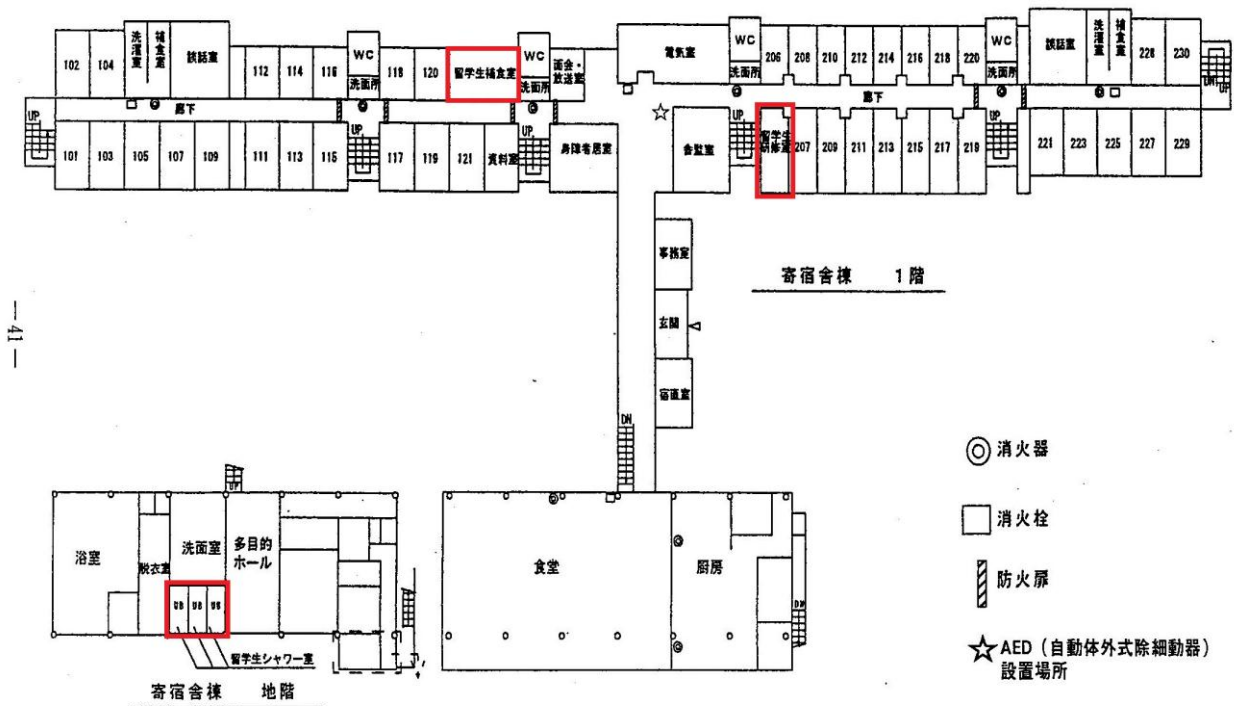 102
104
洗濯室
補食室
談話室
112
114
116
WC
洗面所
118
120
留学生補食室
WC
洗面所
面会・
放送室
電気室
WC
洗面所
206
208
210
212
214
216
218
220
WC
洗面所
談話室
洗濯室
補食室
228
230
DN
UP
UP
廊下
UP
UP
廊下
101
103
105
107
109
111
113
115
117
119
121
資料室
身障者居室
舎監室
UP
留学生
研修室
207
209
211
213
215
217
219
UP
221
223
225
227
229
事務室
玄関
宿直室
DN
寄宿舎棟 1階
—41—
UP
浴室
脱衣室
洗面室
多目的
ホール
UB
UB
UB
留学生シャワー室
寄宿舎棟 地階
食堂
厨房
DN
消火器
消火栓
防火扉
AED(自動体外式除細動器)
設置場所